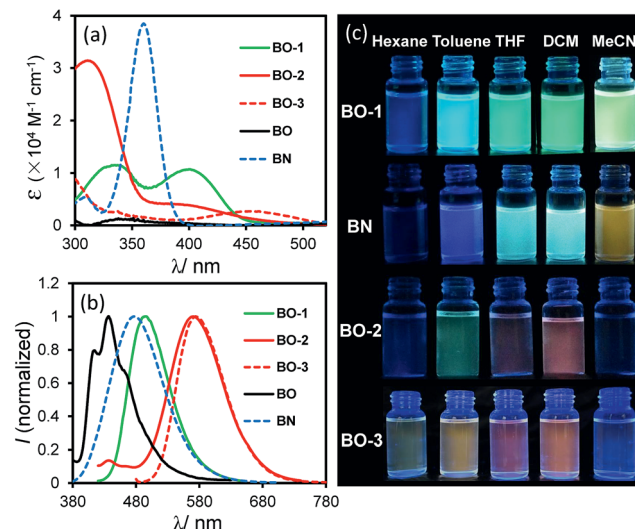 (a)
ε (×10⁴ M⁻¹ cm⁻¹)
4
3
2
1
0
300
350
400
450
500
λ/ nm
BO-1
BO-2
BO-3
BO
BN
(b)
I (normalized)
1.2
1
0.8
0.6
0.4
0.2
0
380
480
580
680
780
λ/ nm
BO-1
BO-2
BO-3
BO
BN
(c)
Hexane Toluene THF DCM MeCN
BO-1
BN
BO-2
BO-3